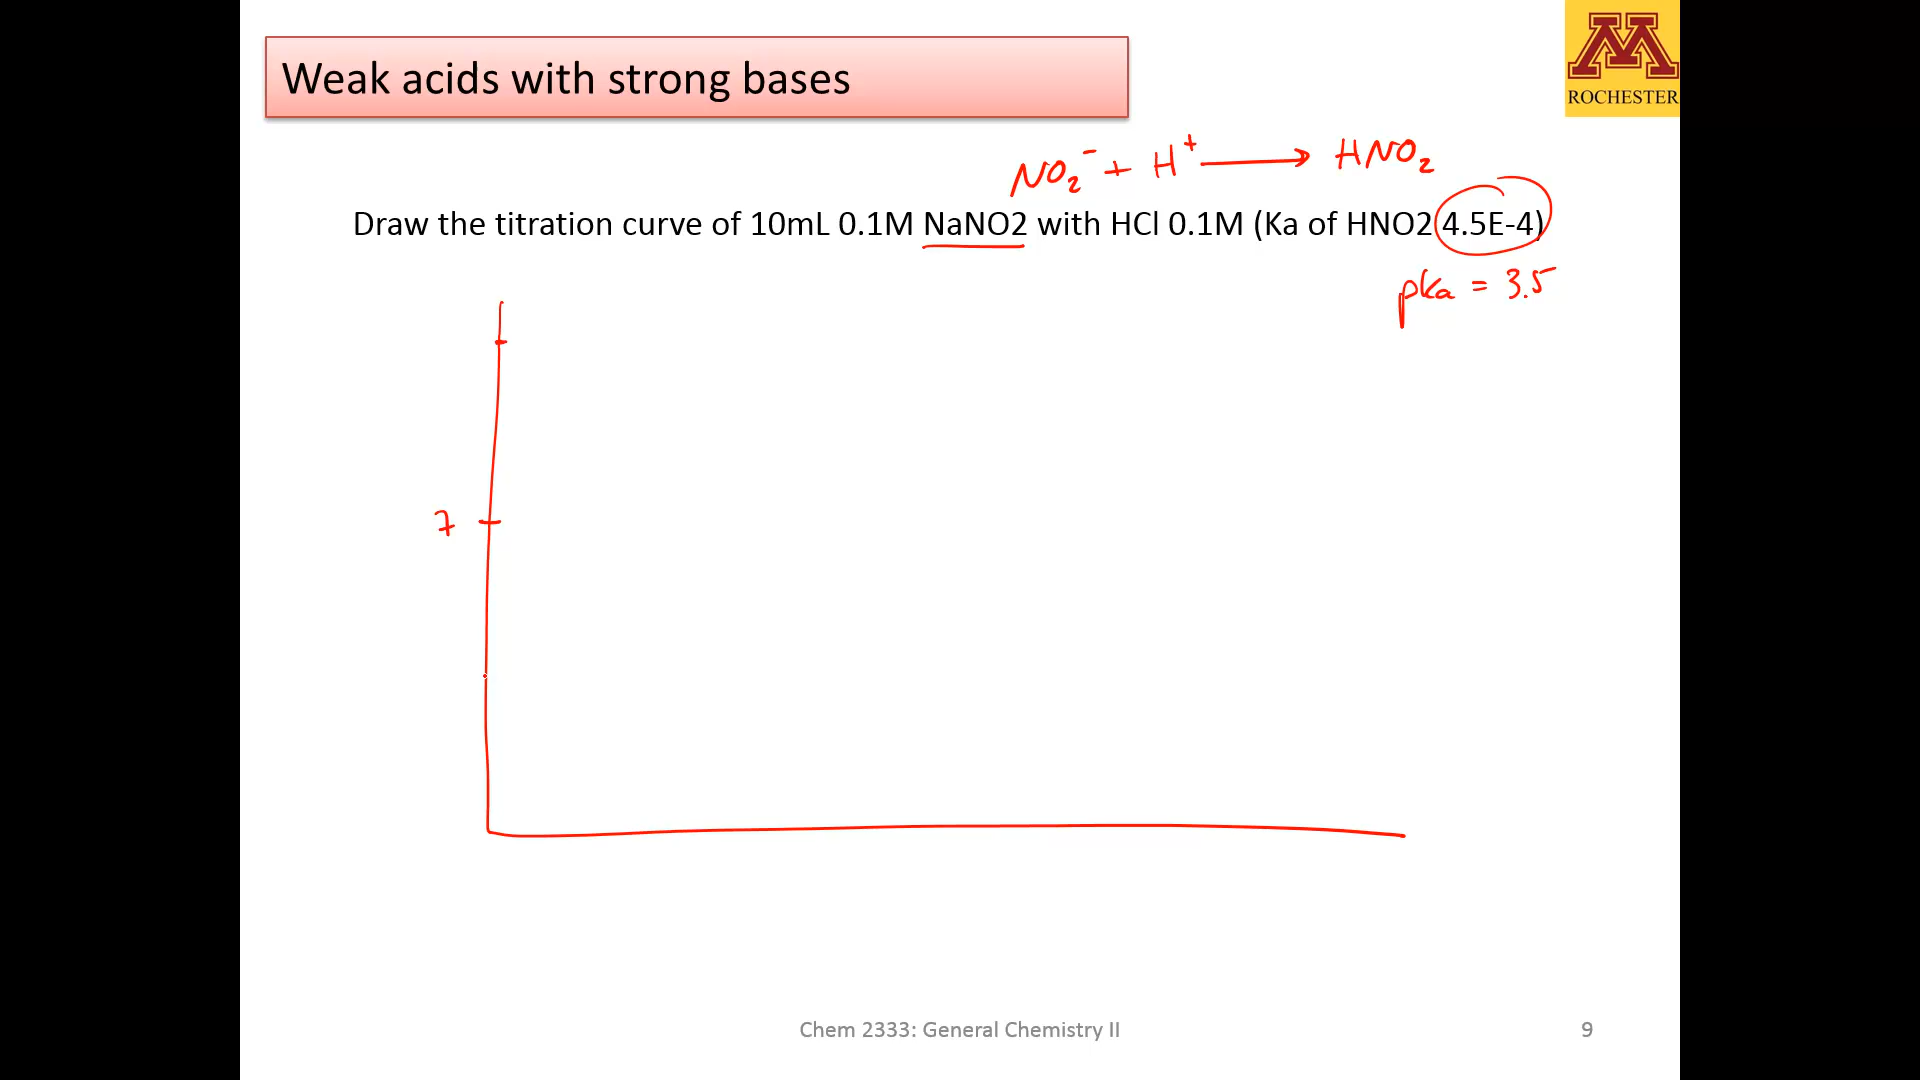 Weak acids with strong bases
M
ROCHESTER
NO₂⁻ + H⁺ ⟶ HNO₂
Draw the titration curve of 10mL 0.1M NaNO2 with HCl 0.1M (Ka of HNO2 4.5E-4)
pKa = 3.5
7
Chem 2333: General Chemistry II
9